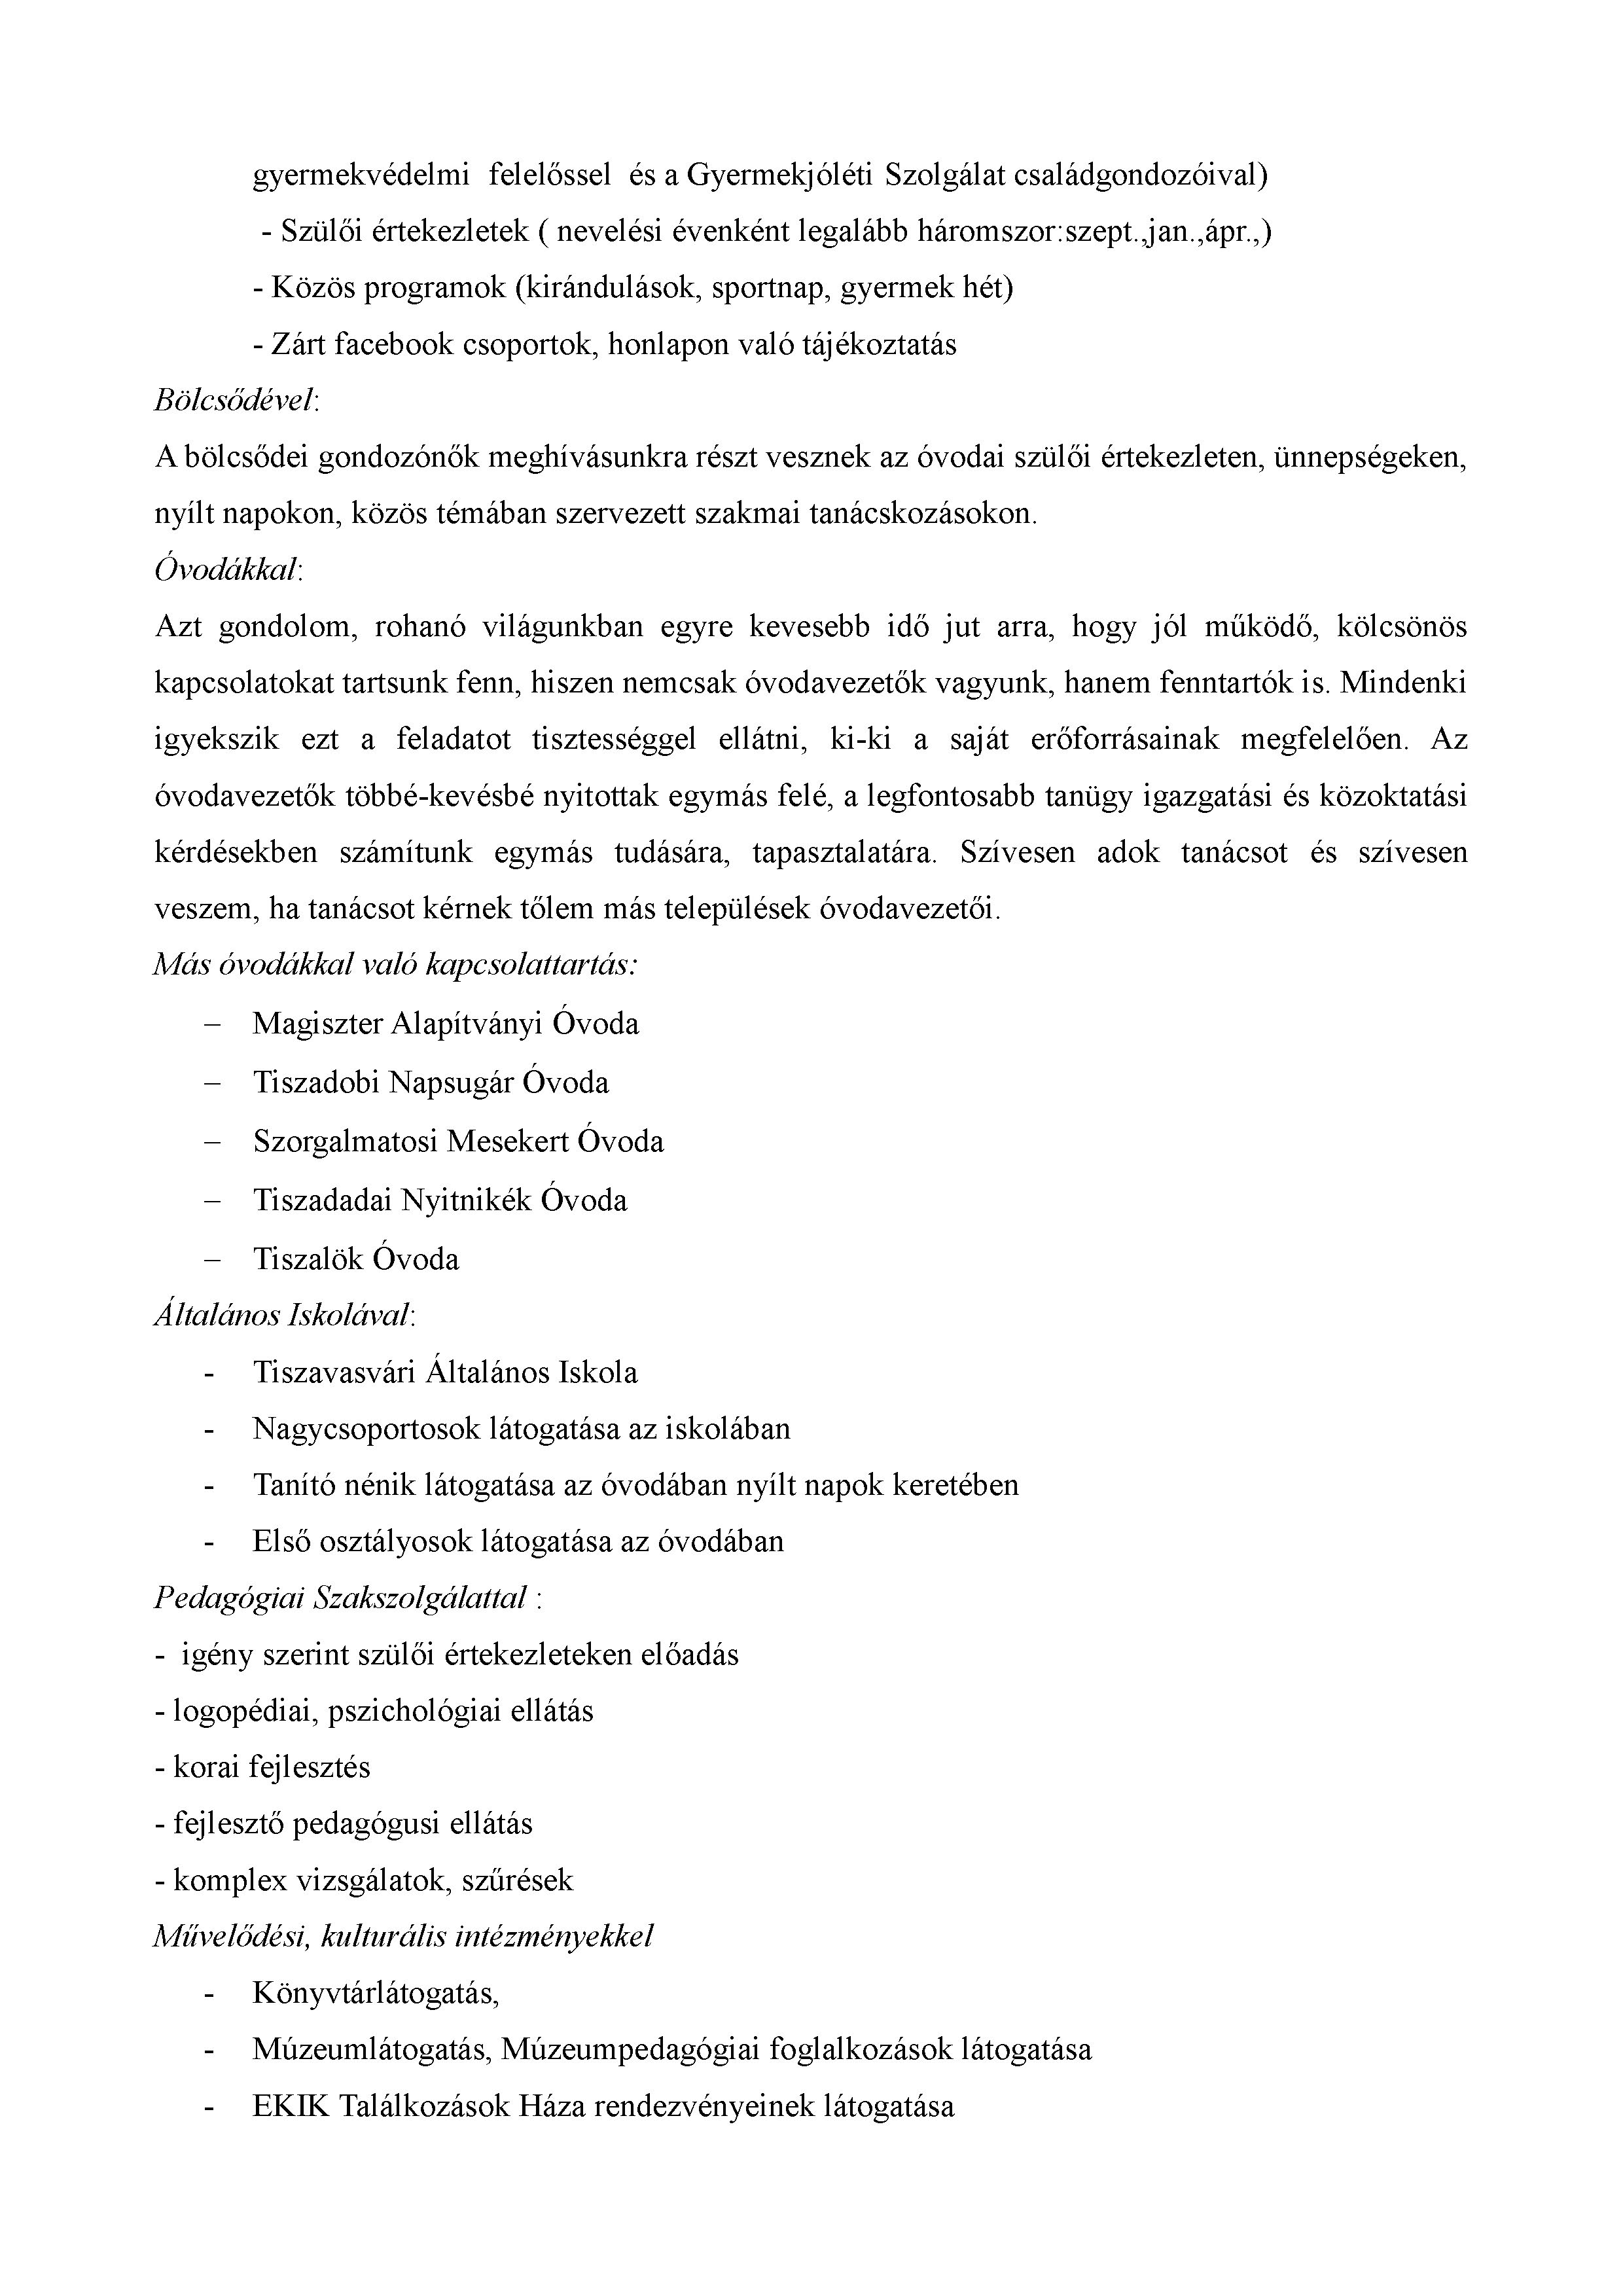 gyermekvédelmi  felelőssel  és a Gyermekjóléti Szolgálat családgondozóival)
- Szülői értekezletek ( nevelési évenként legalább háromszor:szept.,jan.,ápr.,)
- Közös programok (kirándulások, sportnap, gyermek hét)
- Zárt facebook csoportok, honlapon való tájékoztatás
Bölcsődével:
A bölcsődei gondozónők meghívásunkra részt vesznek az óvodai szülői értekezleten, ünnepségeken,
nyílt napokon, közös témában szervezett szakmai tanácskozásokon.
Óvodákkal:
Azt gondolom, rohanó világunkban egyre kevesebb idő jut arra, hogy jól működő, kölcsönös
kapcsolatokat tartsunk fenn, hiszen nemcsak óvodavezetők vagyunk, hanem fenntartók is. Mindenki
igyekszik ezt a feladatot tisztességgel ellátni, ki-ki a saját erőforrásainak megfelelően. Az
óvodavezetők többé-kevésbé nyitottak egymás felé, a legfontosabb tanügy igazgatási és közoktatási
kérdésekben számítunk egymás tudására, tapasztalatára. Szívesen adok tanácsot és szívesen
veszem, ha tanácsot kérnek tőlem más települések óvodavezetői.
Más óvodákkal való kapcsolattartás:
– Magiszter Alapítványi Óvoda
– Tiszadobi Napsugár Óvoda
– Szorgalmatosi Mesekert Óvoda
– Tiszadadai Nyitnikék Óvoda
– Tiszalök Óvoda
Általános Iskolával:
- Tiszavasvári Általános Iskola
- Nagycsoportosok látogatása az iskolában
- Tanító nénik látogatása az óvodában nyílt napok keretében
- Első osztályosok látogatása az óvodában
Pedagógiai Szakszolgálattal :
-  igény szerint szülői értekezleteken előadás
- logopédiai, pszichológiai ellátás
- korai fejlesztés
- fejlesztő pedagógusi ellátás
- komplex vizsgálatok, szűrések
Művelődési, kulturális intézményekkel
- Könyvtárlátogatás,
- Múzeumlátogatás, Múzeumpedagógiai foglalkozások látogatása
- EKIK Találkozások Háza rendezvényeinek látogatása